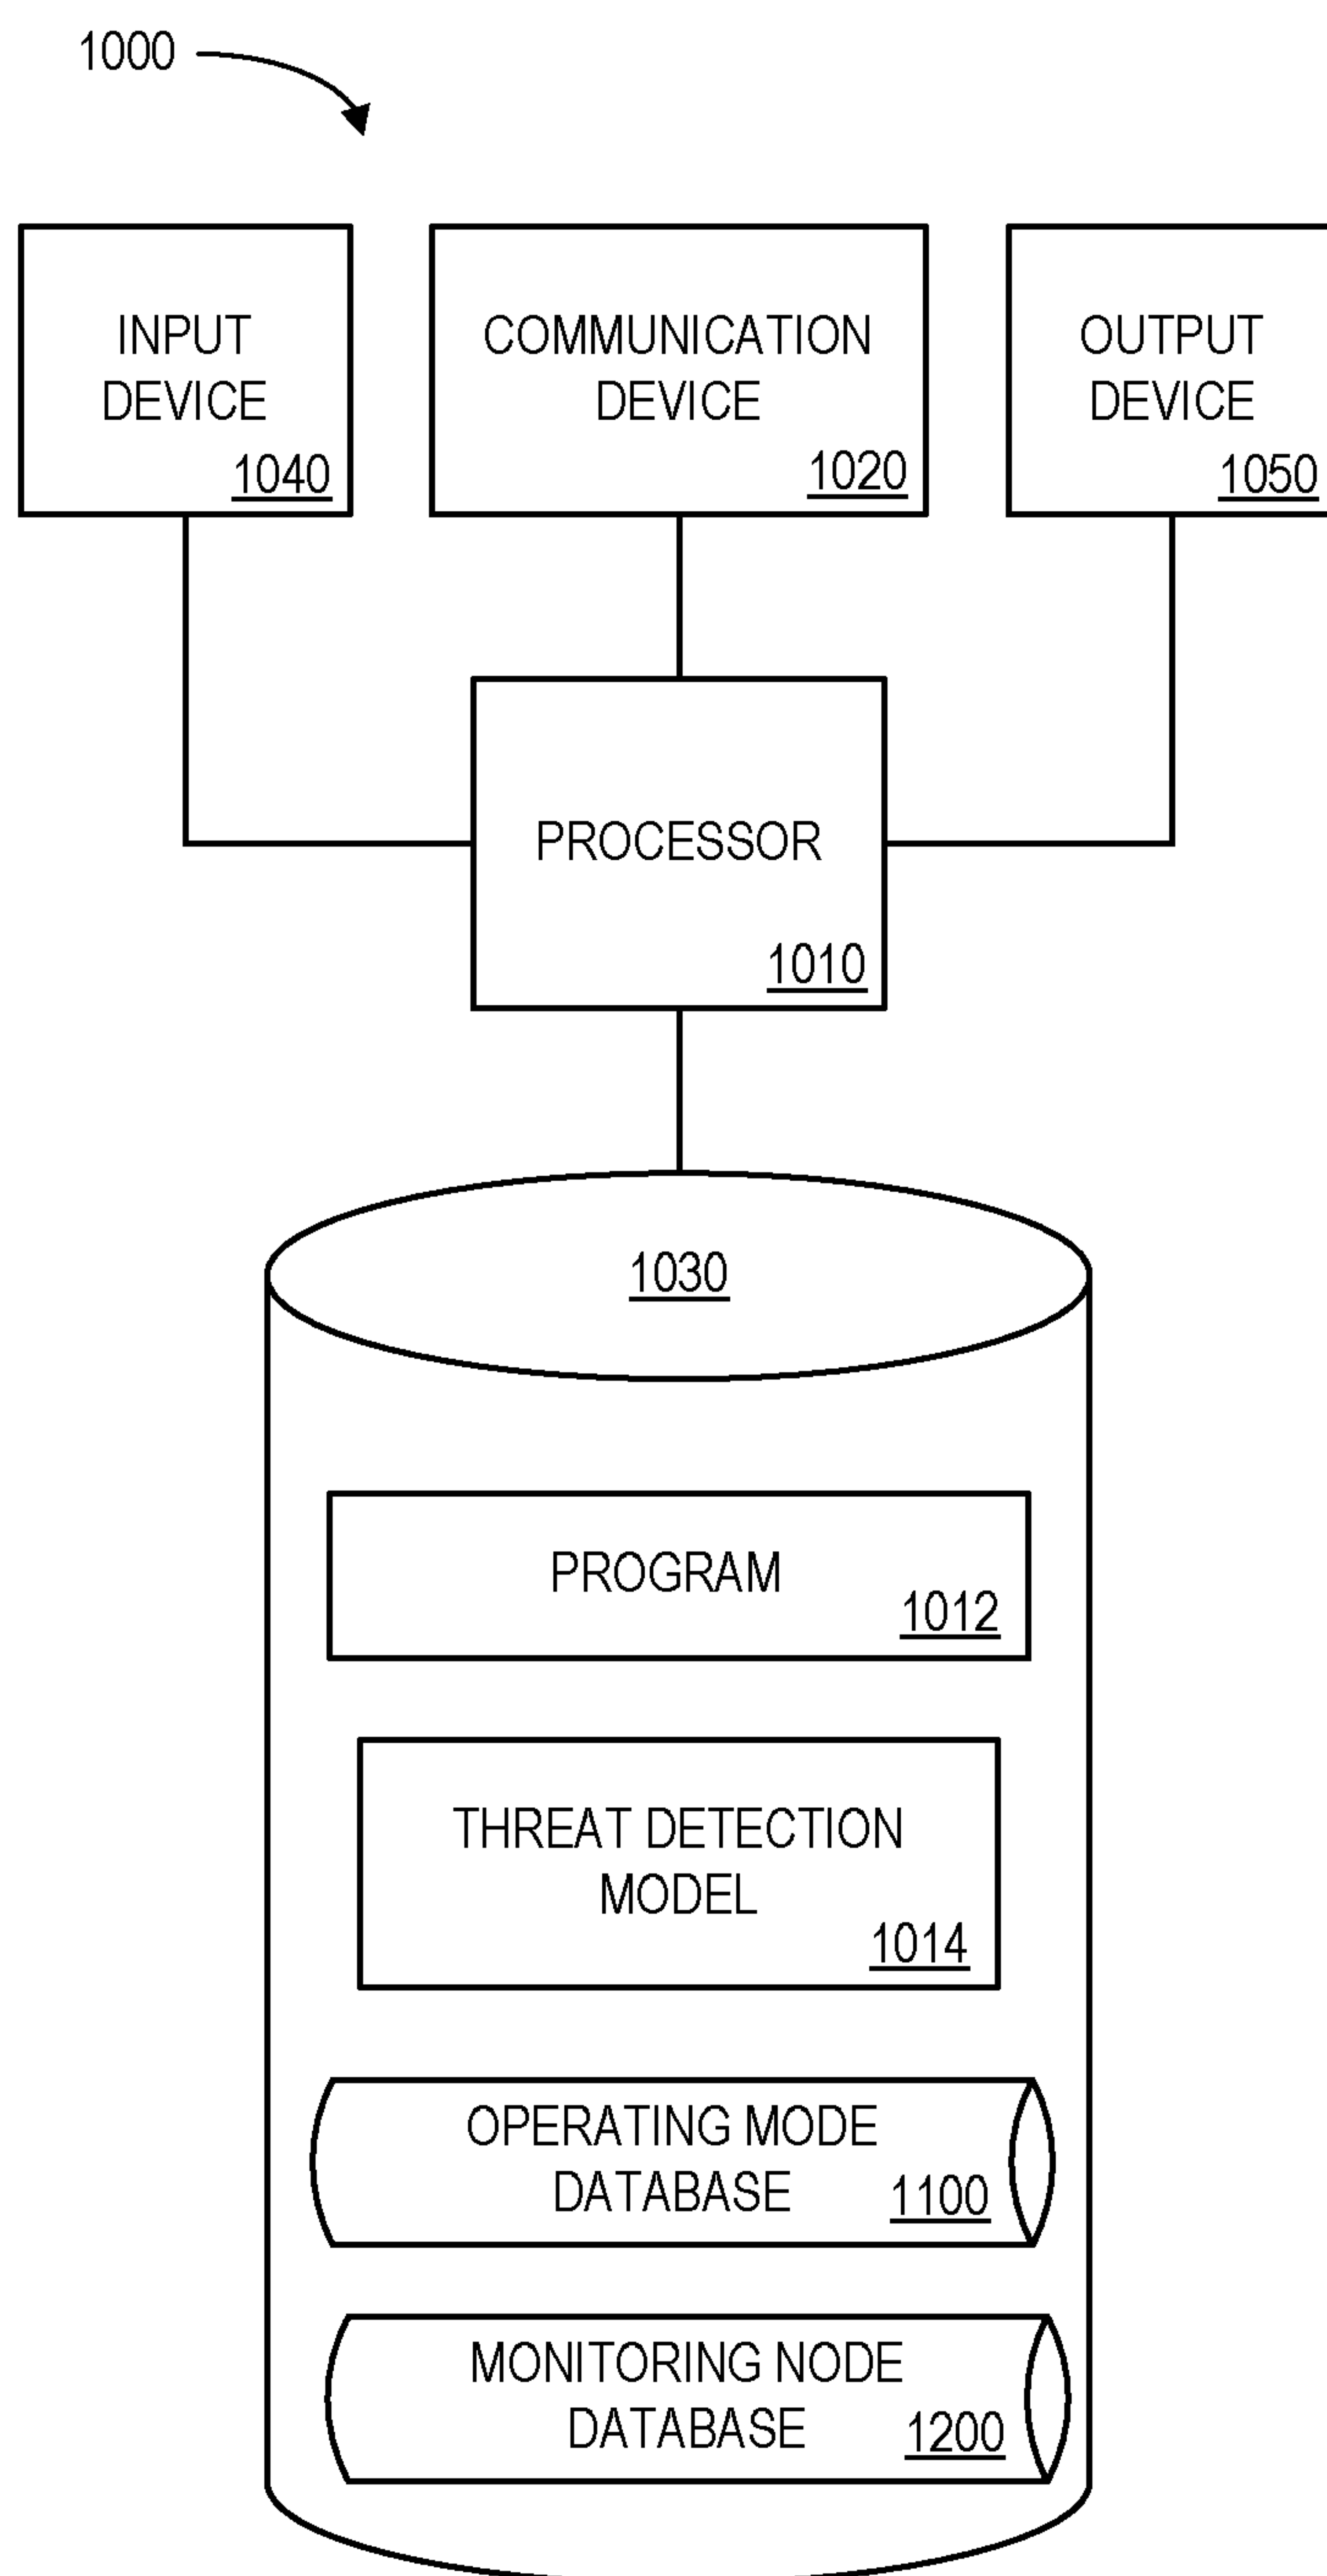 1000
INPUT
DEVICE
1040
COMMUNICATION
DEVICE
1020
OUTPUT
DEVICE
1050
PROCESSOR
1010
1030
PROGRAM
1012
THREAT DETECTION
MODEL
1014
OPERATING MODE
DATABASE
1100
MONITORING NODE
DATABASE
1200